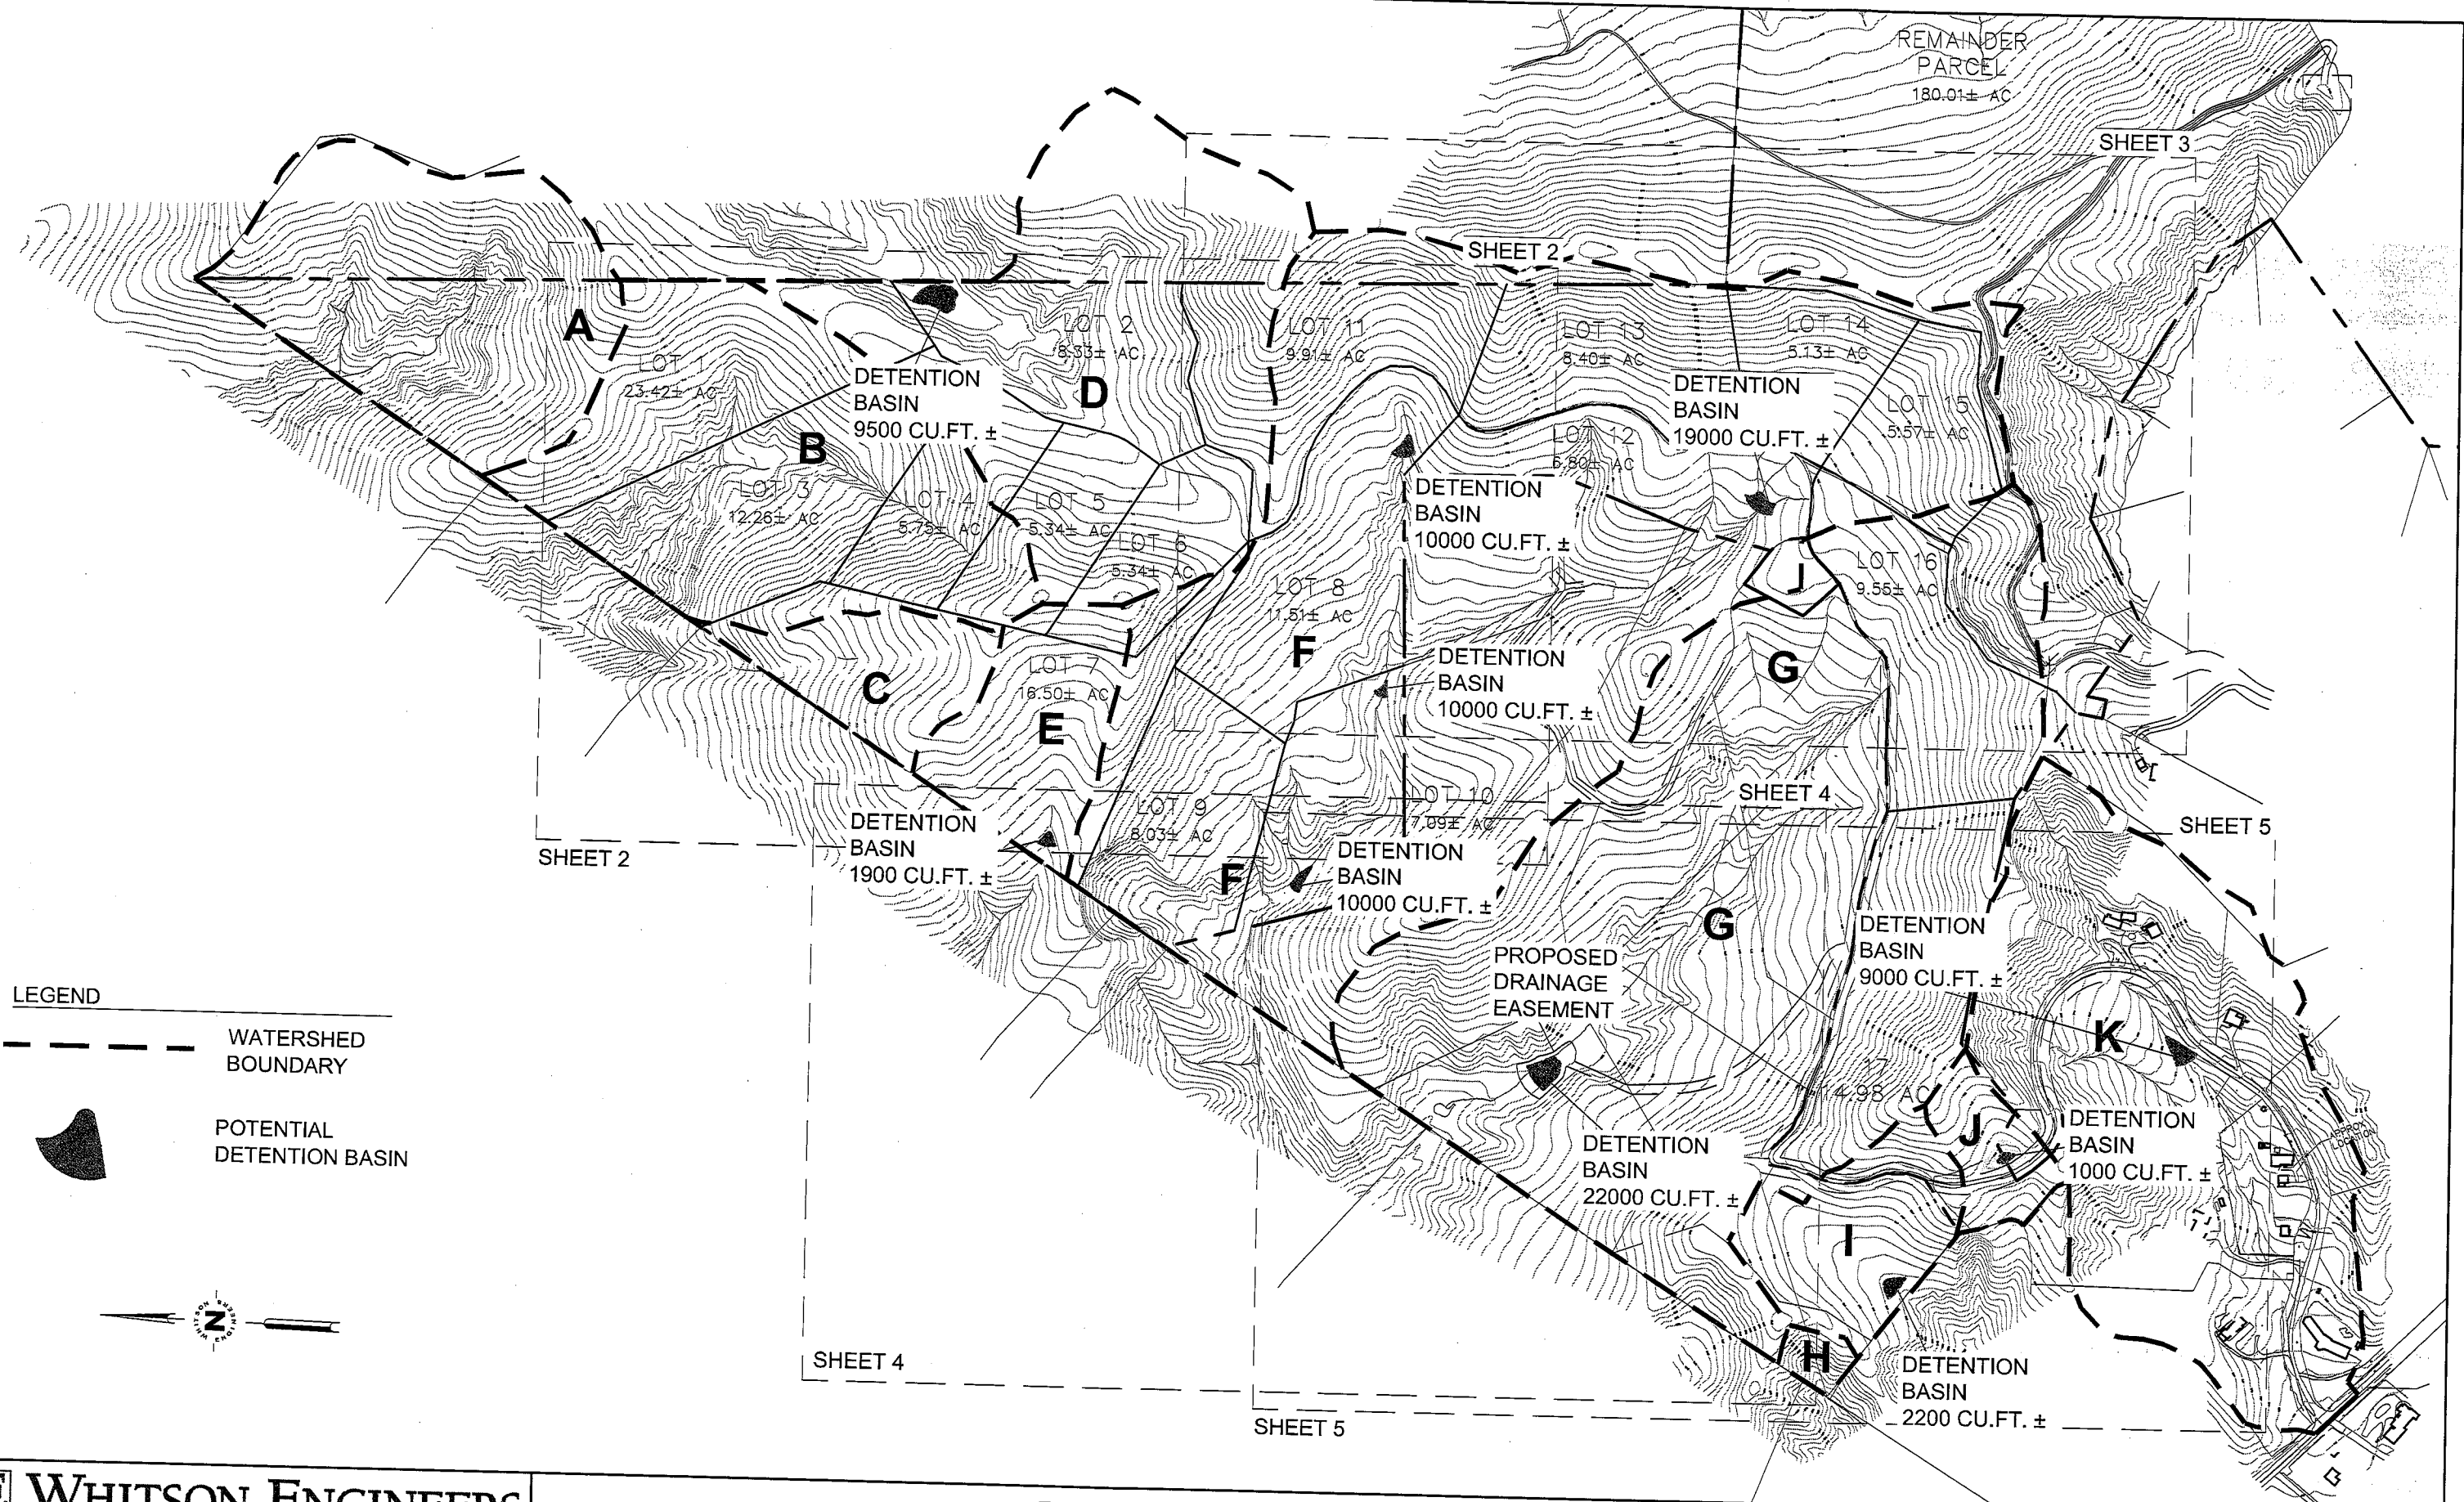 REMAINDER
PARCEL
180.01± AC
SHEET 3
SHEET 2
A
LOT 1
23.42± AC
LOT 2
8.33± AC
D
LOT 11
9.91± AC
LOT 13
8.40± AC
LOT 14
5.13± AC
DETENTION
BASIN
9500 CU.FT. ±
DETENTION
BASIN
19000 CU.FT. ±
LOT 15
5.57± AC
B
LOT 12
6.80± AC
LOT 3
12.26± AC
LOT 4
5.75± AC
LOT 5
5.34± AC
LOT 6
5.34± AC
DETENTION
BASIN
10000 CU.FT. ±
LOT 8
11.51± AC
F
J
LOT 16
9.55± AC
I
C
LOT 7
16.50± AC
E
DETENTION
BASIN
10000 CU.FT. ±
G
SHEET 4
LOT 9
8.03± AC
LOT 10
7.09± AC
SHEET 5
DETENTION
BASIN
1900 CU.FT. ±
SHEET 2
F
DETENTION
BASIN
10000 CU.FT. ±
G
DETENTION
BASIN
9000 CU.FT. ±
PROPOSED
DRAINAGE
EASEMENT
K
LEGEND
WATERSHED
BOUNDARY
POTENTIAL
DETENTION BASIN
17
14.98 AC
J
DETENTION
BASIN
1000 CU.FT. ±
APPROX
LOCATION
DETENTION
BASIN
22000 CU.FT. ±
I
N
WHITSON ENGINEERS
H
DETENTION
BASIN
2200 CU.FT. ±
SHEET 4
SHEET 5
E WHITSON ENGINEERS